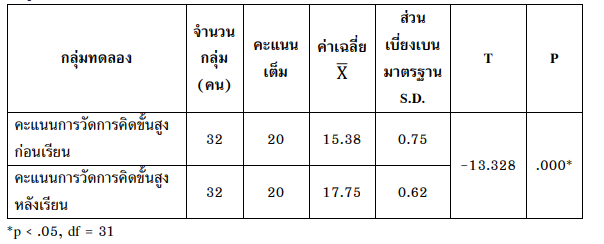 กลุ่มทดลอง
จำนวน
กลุ่ม
(คน)
คะแนน
เต็ม
ค่าเฉลี่ย
X̅
ส่วน
เบี่ยงเบน
มาตรฐาน
S.D.
T
P
คะแนนการวัดการคิดขั้นสูง
ก่อนเรียน
32
20
15.38
0.75
-13.328
.000*
คะแนนการวัดการคิดขั้นสูง
หลังเรียน
32
20
17.75
0.62
*p < .05, df = 31